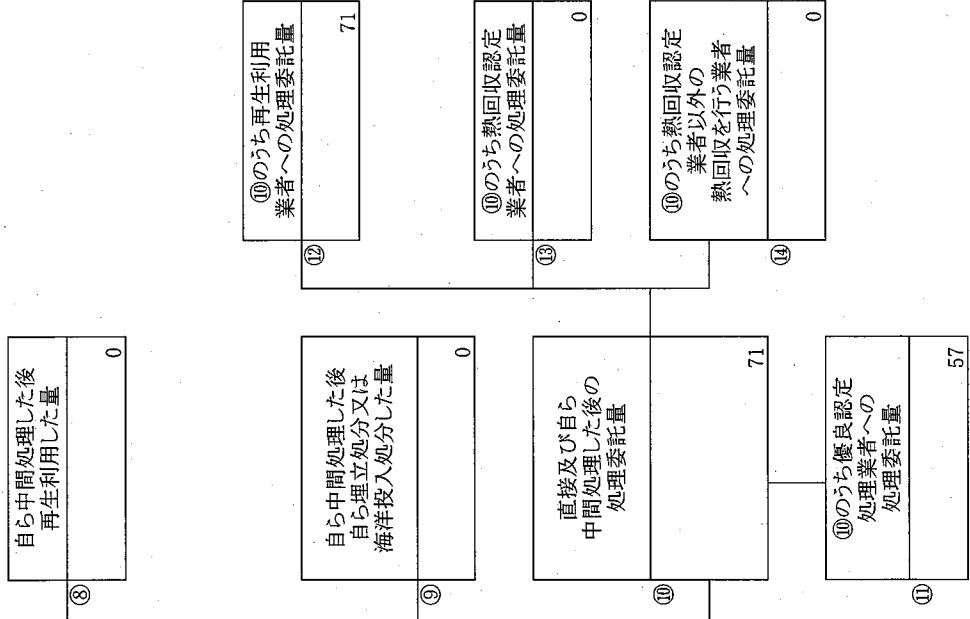 ⑧
自ら中間処理した後
再生利用した量
0
⑨
自ら中間処理した後
自ら埋立処分又は
海洋投入処分した量
0
⑩
直接及び自ら
中間処理した後の
処理委託量
71
⑪
⑩のうち優良認定
処理業者への
処理委託量
57
⑫
⑩のうち再生利用
業者への処理委託量
71
⑬
⑩のうち熱回収認定
業者への処理委託量
0
⑭
⑩のうち熱回収認定
業者以外の
熱回収を行う業者
への処理委託量
0